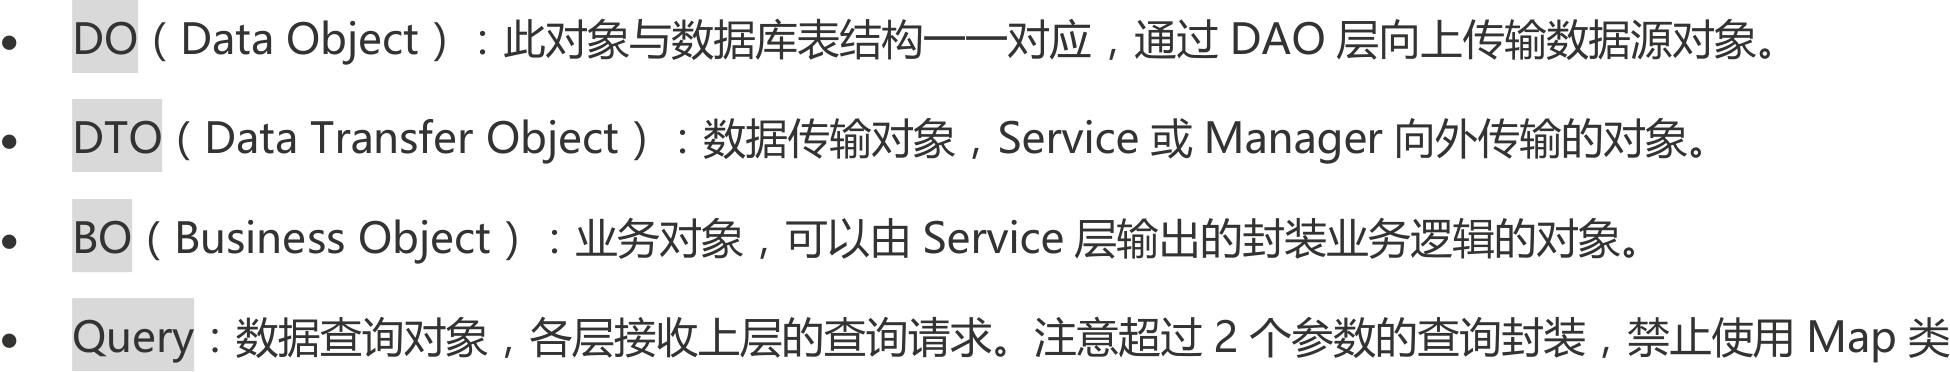 • DO（Data Object）：此对象与数据库表结构一一对应，通过 DAO 层向上传输数据源对象。
• DTO（Data Transfer Object）：数据传输对象，Service 或 Manager 向外传输的对象。
• BO（Business Object）：业务对象，可以由 Service 层输出的封装业务逻辑的对象。
• Query：数据查询对象，各层接收上层的查询请求。注意超过 2 个参数的查询封装，禁止使用 Map 类